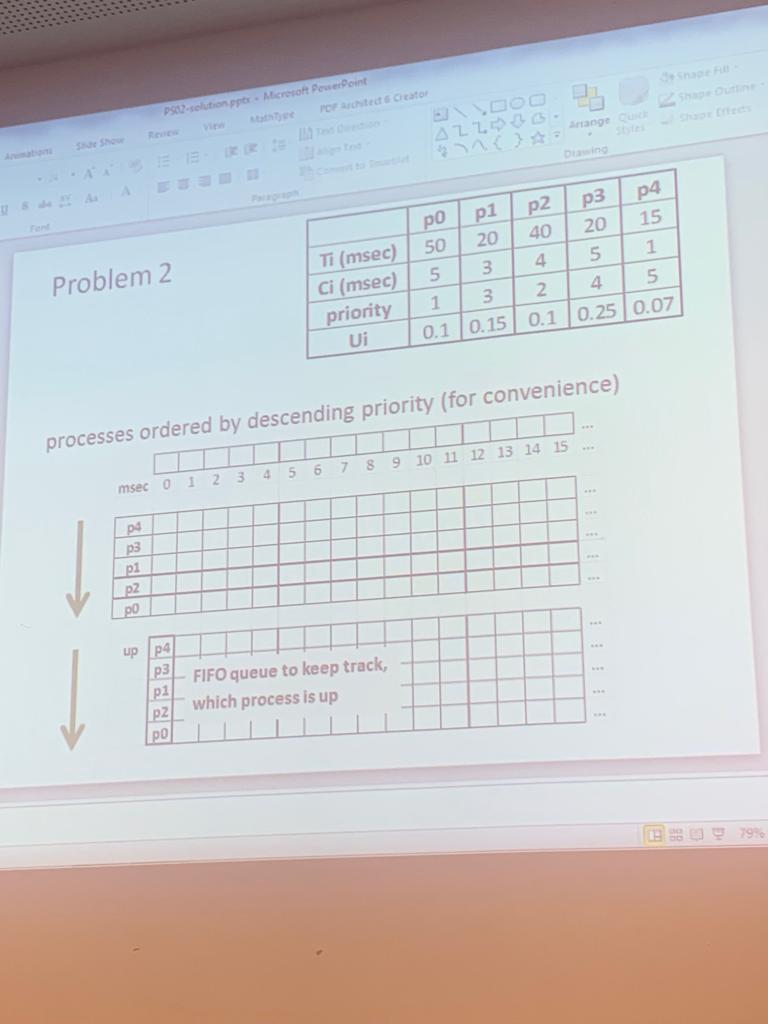 PS02-solution.pptx - Microsoft PowerPoint
Animations Slide Show Review View MathType PDF Architect 6 Creator
Text Direction
Align Text
Convert to SmartArt
Font Paragraph Drawing
Arrange Quick Styles
Shape Fill
Shape Outline
Shape Effects
Problem 2
p0 p1 p2 p3 p4
Ti (msec) 50 20 40 20 15
Ci (msec) 5 3 4 5 1
priority 1 3 2 4 5
Ui 0.1 0.15 0.1 0.25 0.07
processes ordered by descending priority (for convenience)
...
msec 0 1 2 3 4 5 6 7 8 9 10 11 12 13 14 15 ...
p4 ...
p3 ...
p1 ...
p2 ...
p0 ...
up p4 ...
p3 ...
p1 ...
p2 ...
p0
FIFO queue to keep track,
which process is up
79%